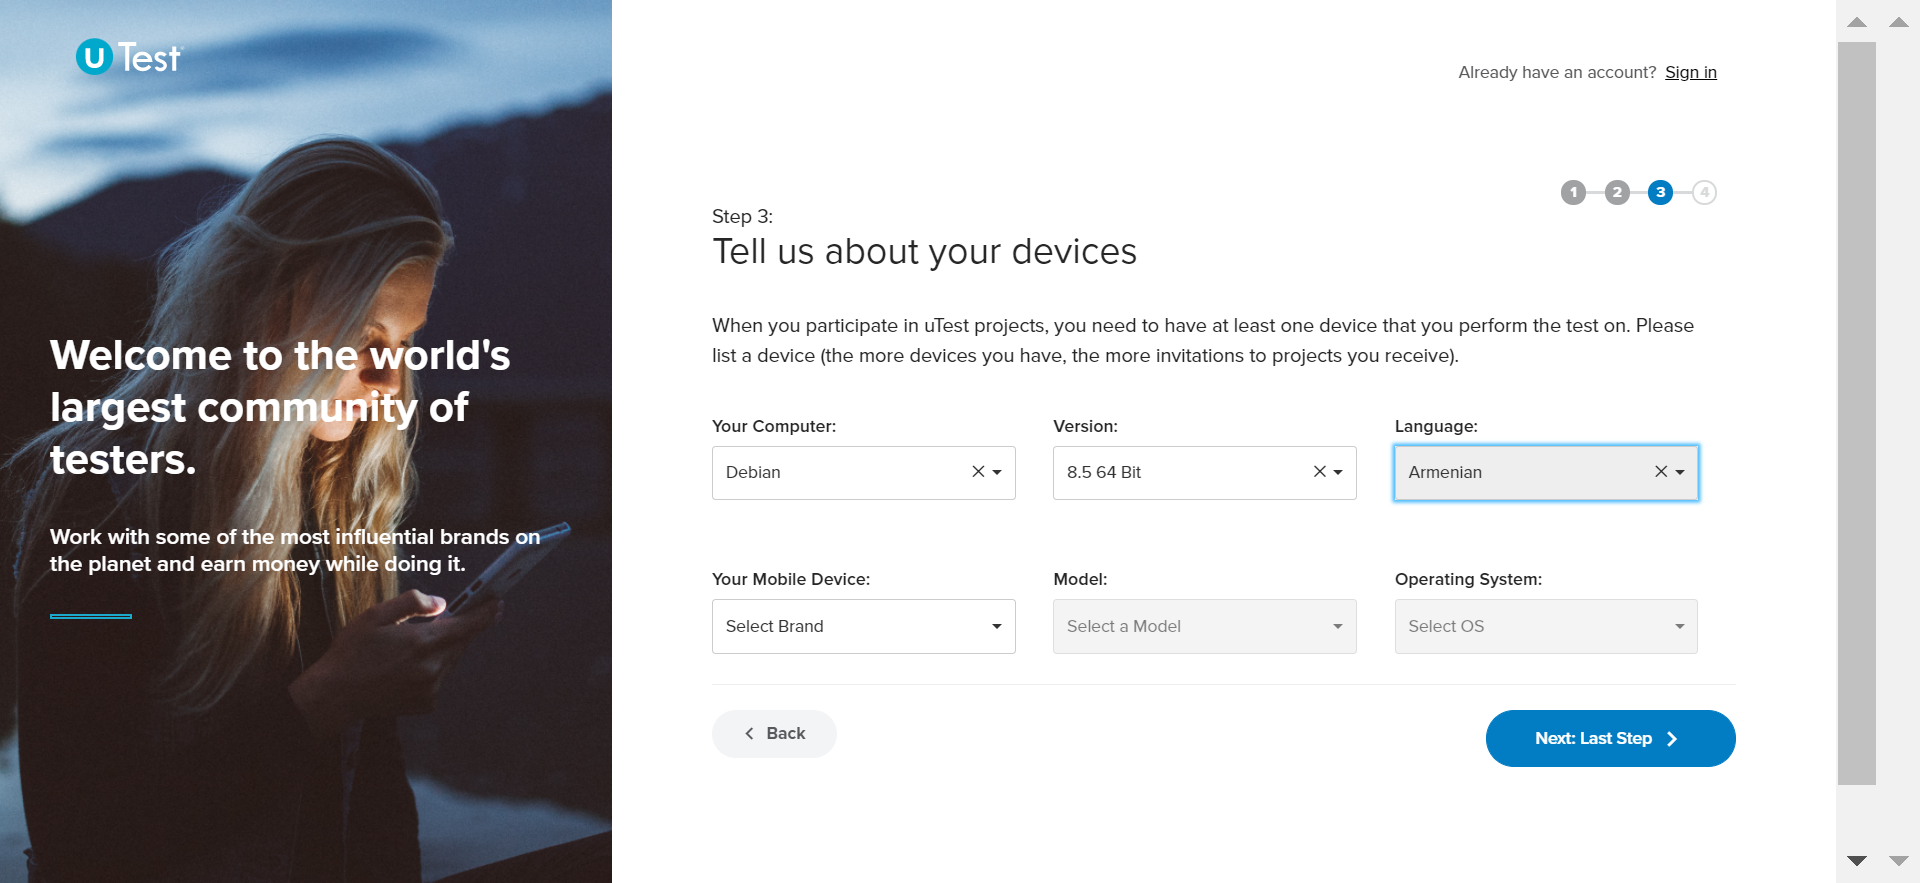 U Test
Welcome to the world's
largest community of
testers.
Work with some of the most influential brands on
the planet and earn money while doing it.
Already have an account? Sign in
1 2 3 4
Step 3:
Tell us about your devices
When you participate in uTest projects, you need to have at least one device that you perform the test on. Please
list a device (the more devices you have, the more invitations to projects you receive).
Your Computer: Version: Language:
Debian 8.5 64 Bit Armenian
Your Mobile Device: Model: Operating System:
Select Brand Select a Model Select OS
Back Next: Last Step